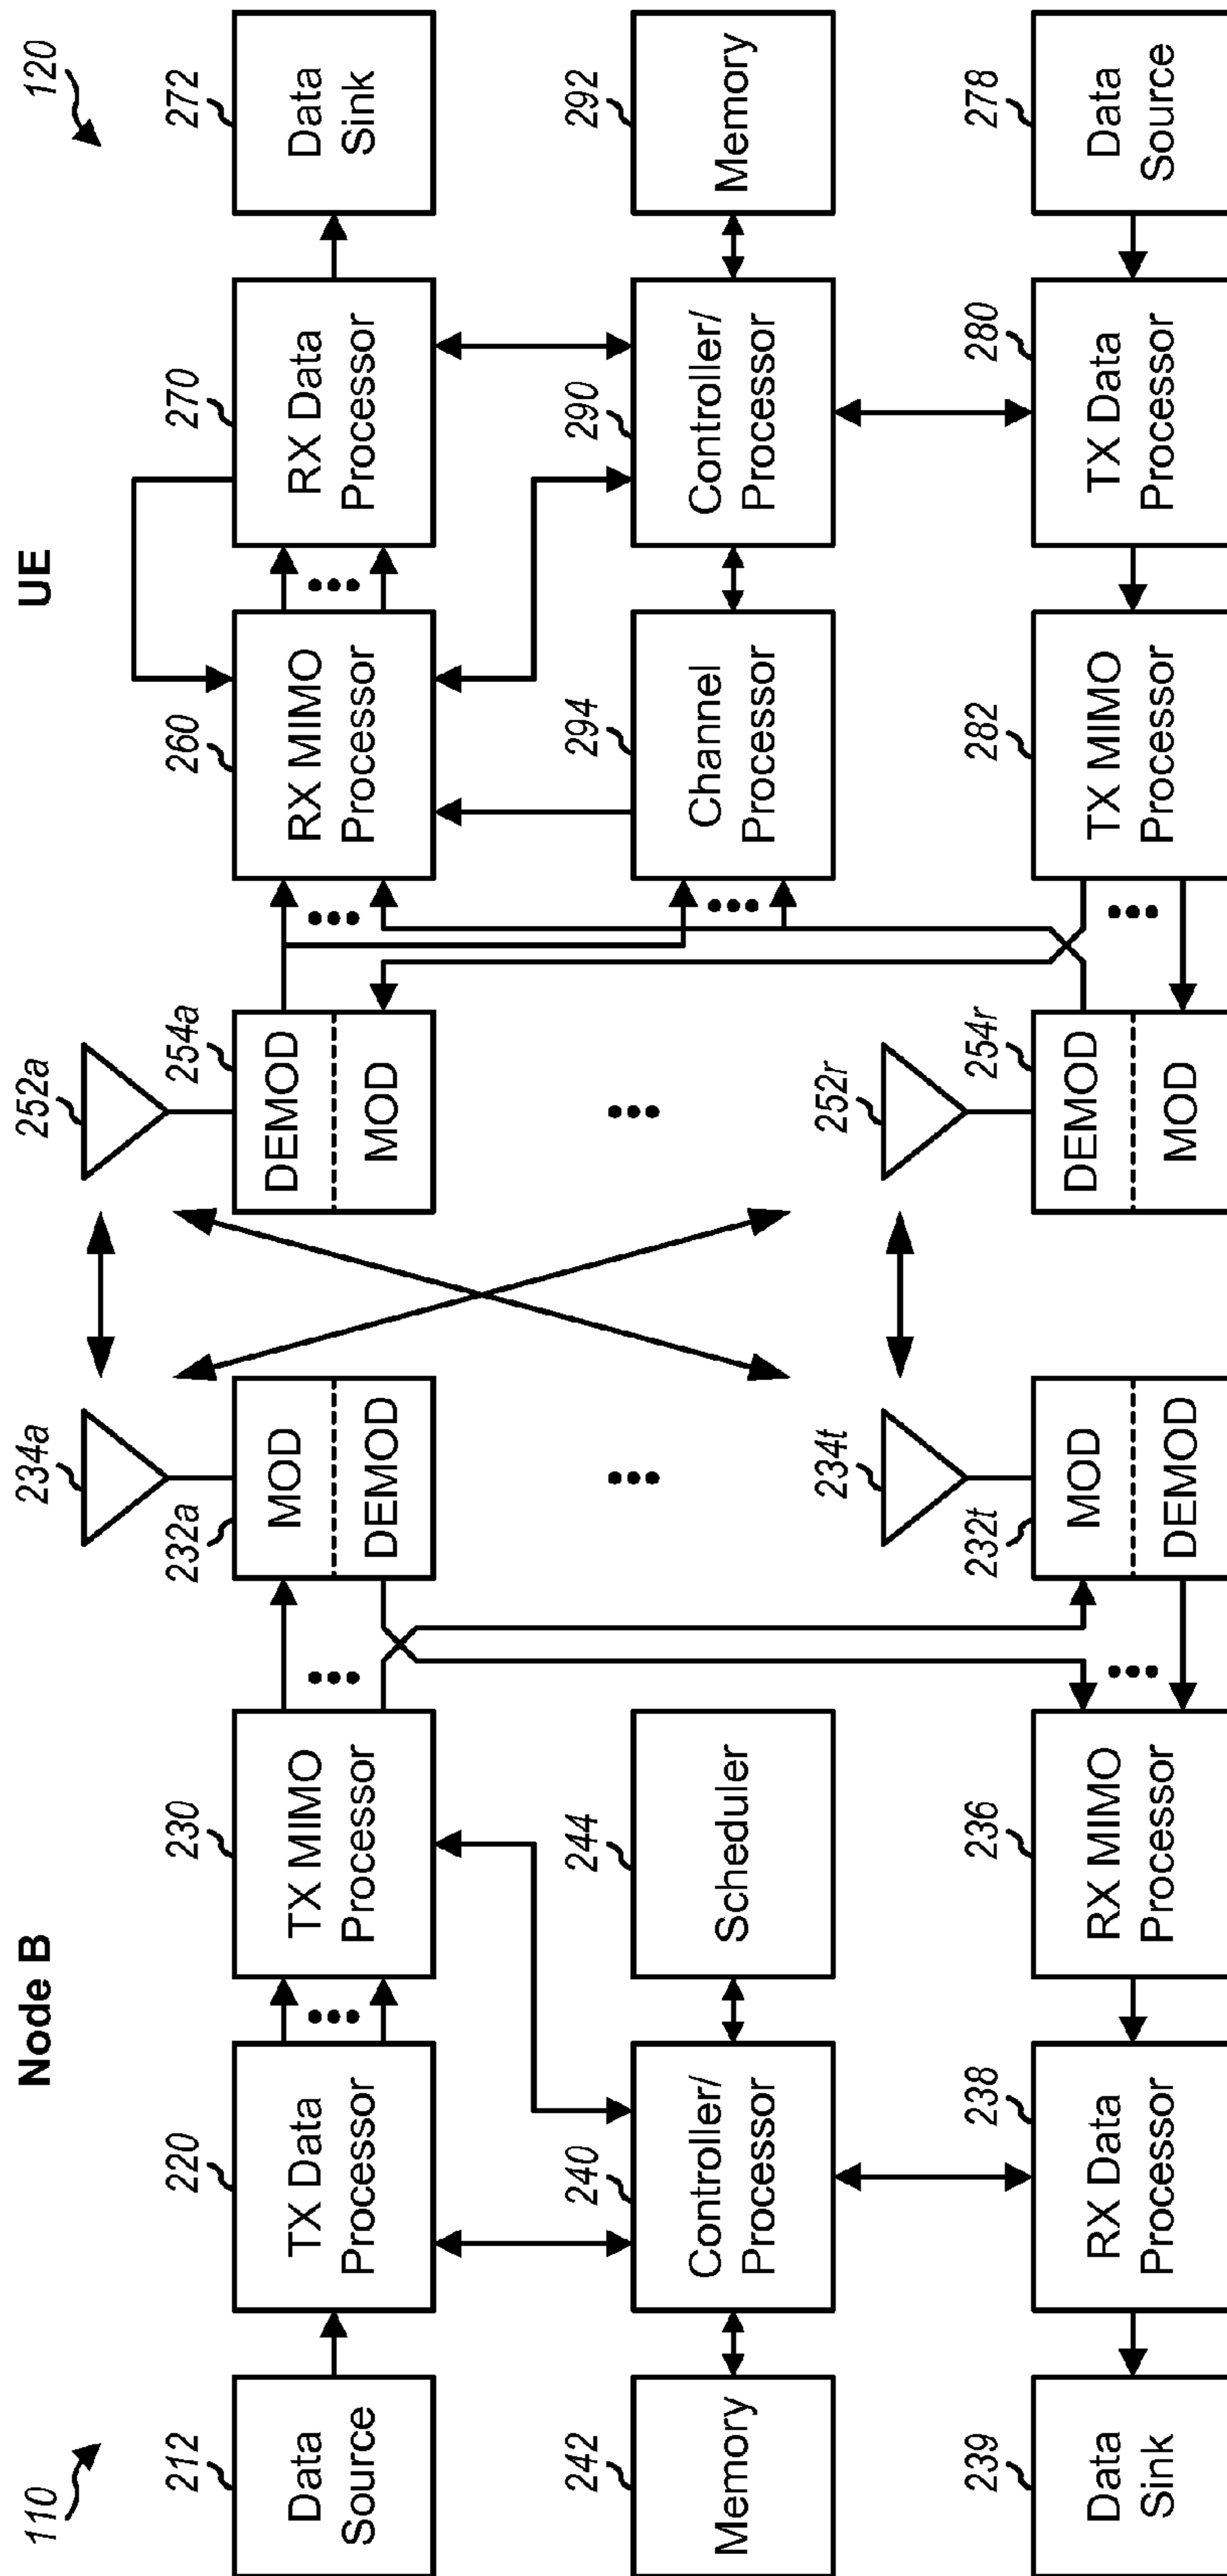 Node B
UE
110
120
212
Data
Source
220
TX Data
Processor
230
TX MIMO
Processor
232a
MOD
DEMOD
234a
252a
254a
DEMOD
MOD
260
RX MIMO
Processor
270
RX Data
Processor
272
Data
Sink
242
Memory
240
Controller/
Processor
244
Scheduler
294
Channel
Processor
290
Controller/
Processor
292
Memory
239
Data
Sink
238
RX Data
Processor
236
RX MIMO
Processor
232t
MOD
DEMOD
234t
252r
254r
DEMOD
MOD
282
TX MIMO
Processor
280
TX Data
Processor
278
Data
Source